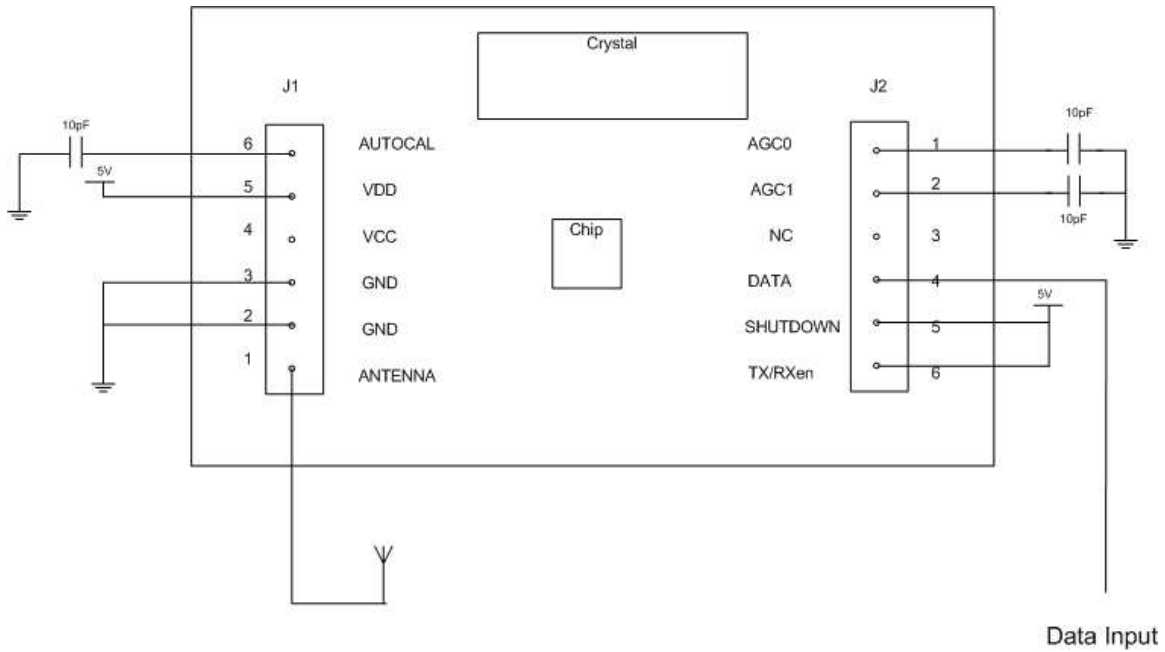 Crystal
J1
J2
10pF
10pF
6
AUTOCAL
AGC0
1
5V
5
VDD
AGC1
2
10pF
4
VCC
Chip
NC
3
3
GND
DATA
4
5V
2
GND
SHUTDOWN
5
1
ANTENNA
TX/RXen
6
Data Input